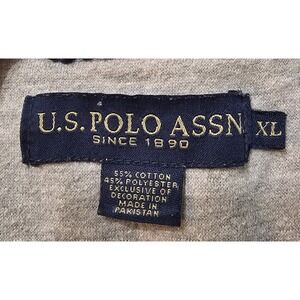 U.S. POLO ASSN XL
SINCE 1890
55% COTTON
45% POLYESTER
EXCLUSIVE OF
DECORATION
MADE IN
PAKISTAN